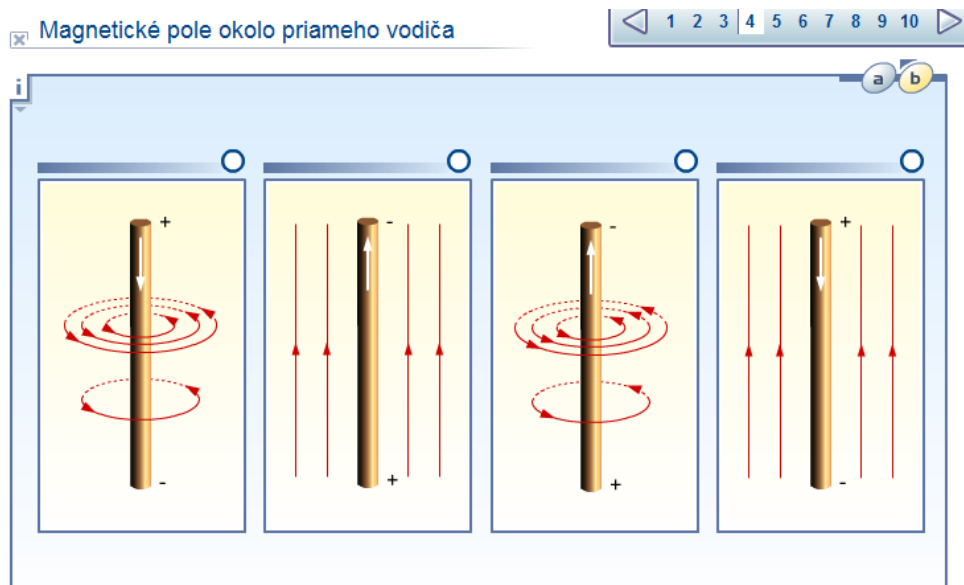 Magnetické pole okolo priameho vodiča
1 2 3 4 5 6 7 8 9 10
i
a b
+ - - +
- + + -